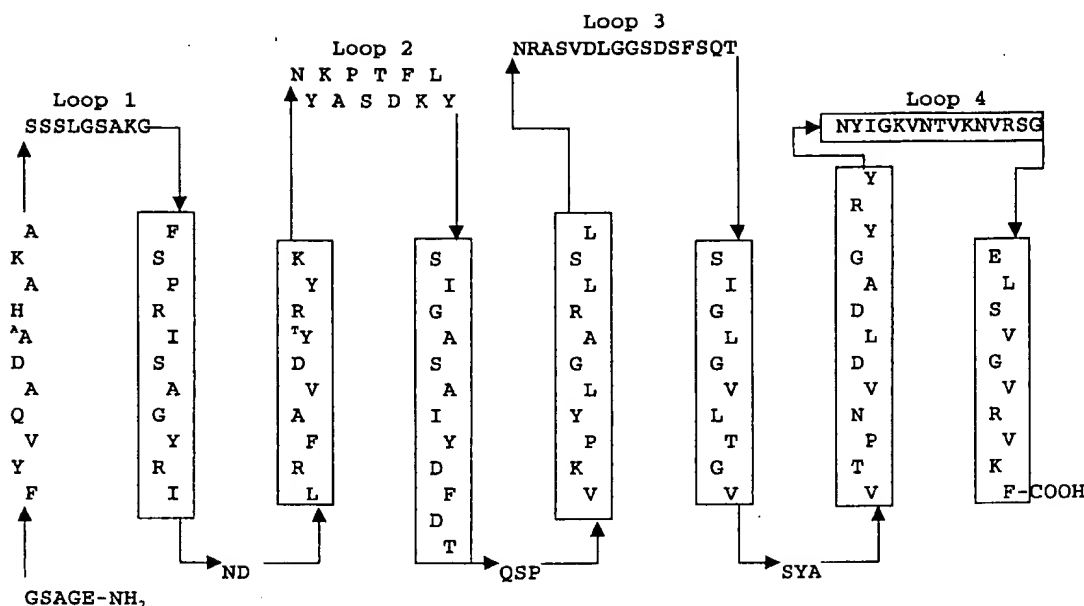 Loop 1
SSSLGSAKG
Loop 2
N K P T F L
Y A S D K Y
Loop 3
NRASVDLGGSDSFSQT
Loop 4
NYIGKVNTVKNVRSG
A K A H A A D A Q V Y F
F S P R I S A G Y R I
K Y R T Y D V A F R L
S I G A S A I Y D F D T
L S L R A G L Y P K V
S I G L G V L T G V
Y R Y G A D L D V N P T V
E L S V G V R V K F-COOH
GSAGE-NH₂
ND
QSP
SYA